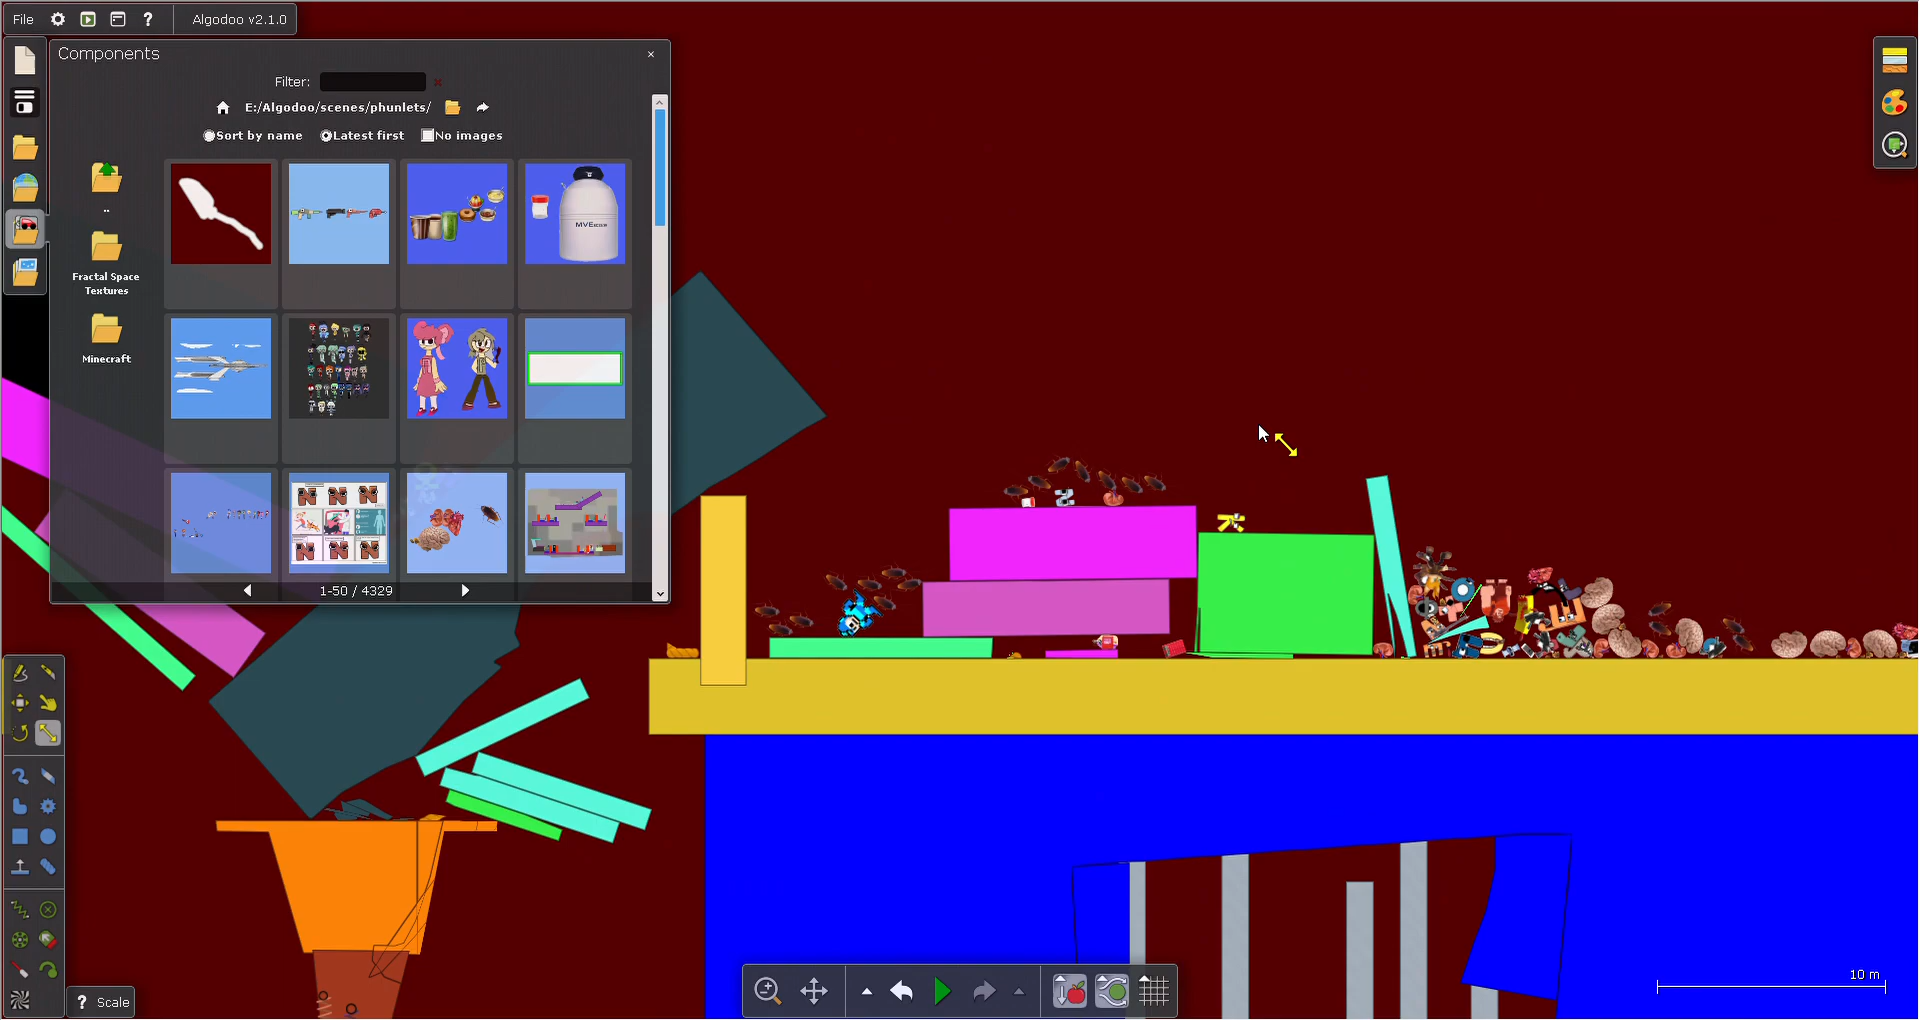 File ? Algodoo v2.1.0
Components
Filter:
E:/Algodoo/scenes/phunlets/
Sort by name Latest first No images
..
Fractal Space
Textures
Minecraft
MVE
N N N
N N N
1-50 / 4329
10 m
? Scale